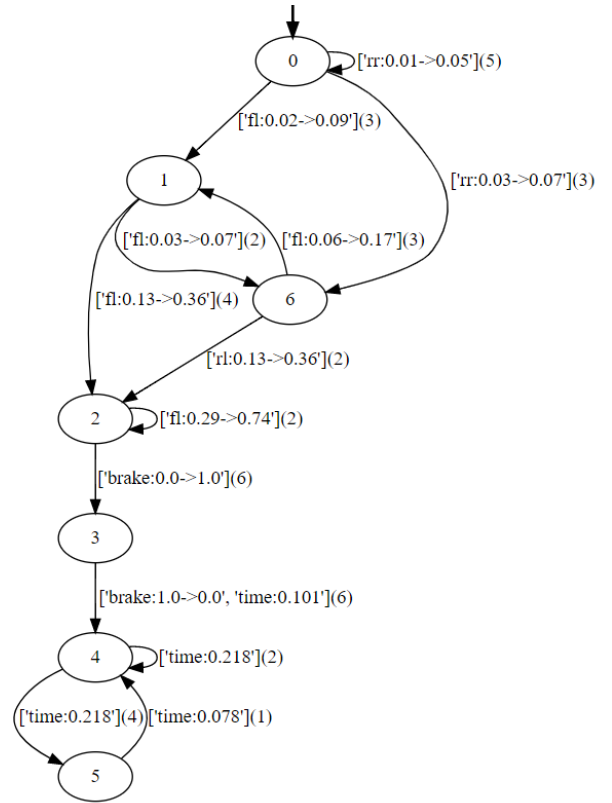 0
['rr:0.01->0.05'](5)
['fl:0.02->0.09'](3)
1
['rr:0.03->0.07'](3)
['fl:0.03->0.07'](2)
['fl:0.06->0.17'](3)
['fl:0.13->0.36'](4)
6
['rl:0.13->0.36'](2)
2
['fl:0.29->0.74'](2)
['brake:0.0->1.0'](6)
3
['brake:1.0->0.0', 'time:0.101'](6)
4
['time:0.218'](2)
['time:0.218'](4)
['time:0.078'](1)
5